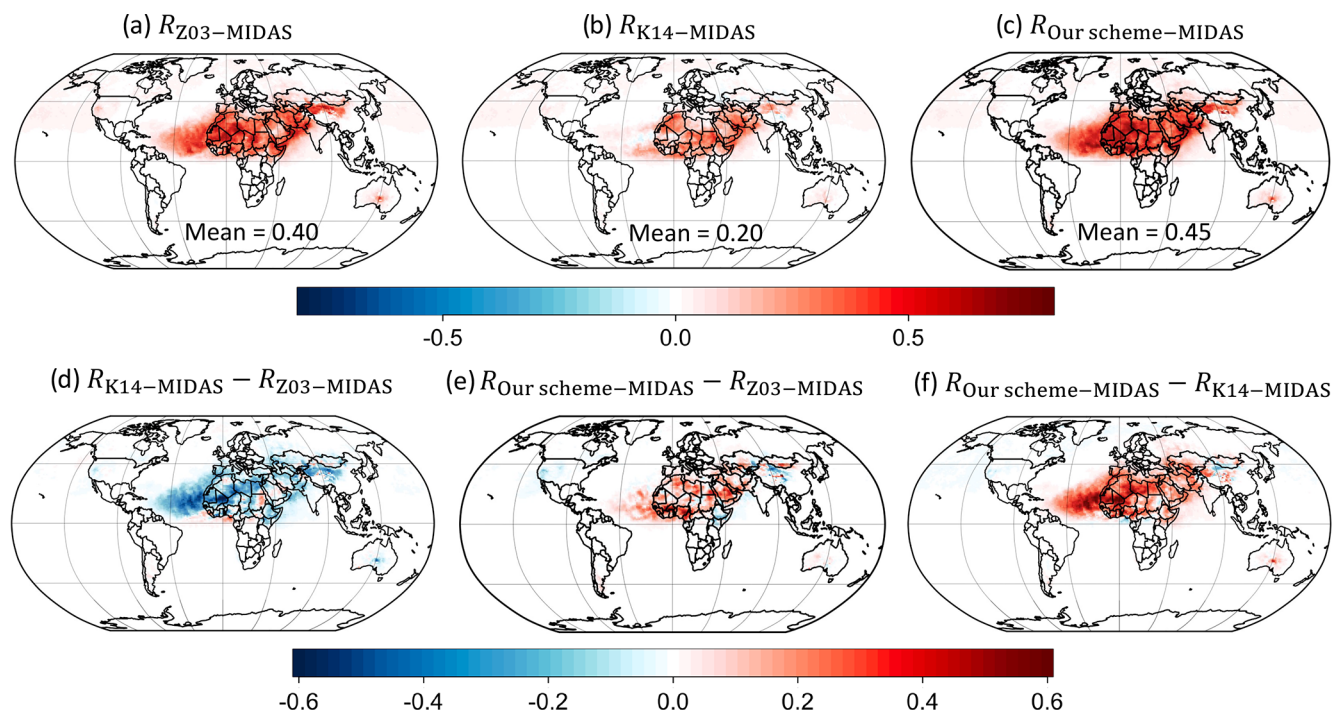 (a) R_Z03−MIDAS
(b) R_K14−MIDAS
(c) R_Our scheme−MIDAS
Mean = 0.40
Mean = 0.20
Mean = 0.45
-0.5 0.0 0.5
(d) R_K14−MIDAS − R_Z03−MIDAS
(e) R_Our scheme−MIDAS − R_Z03−MIDAS
(f) R_Our scheme−MIDAS − R_K14−MIDAS
-0.6 -0.4 -0.2 0.0 0.2 0.4 0.6